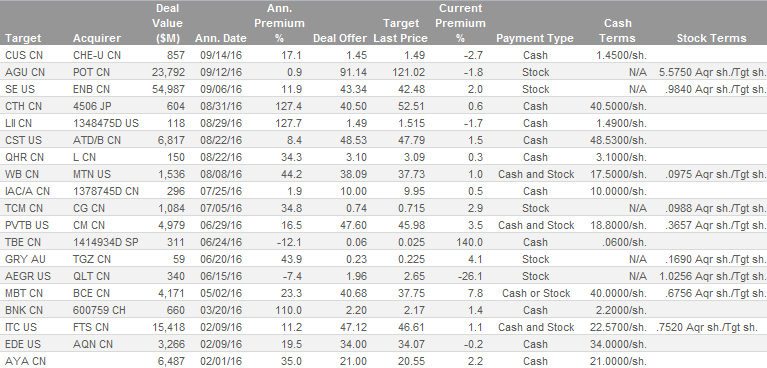 Deal Ann. Current
Value Premium Target Premium Cash
Target Acquirer ($M) Ann. Date % Deal Offer Last Price % Payment Type Terms Stock Terms
CUS CN CHE-U CN 857 09/14/16 17.1 1.45 1.49 -2.7 Cash 1.4500/sh.
AGU CN POT CN 23,792 09/12/16 0.9 91.14 121.02 -1.8 Stock N/A 5.5750 Aqr sh./Tgt sh.
SE US ENB CN 54,987 09/06/16 11.9 43.34 42.48 2.0 Stock N/A .9840 Aqr sh./Tgt sh.
CTH CN 4506 JP 604 08/31/16 127.4 40.50 52.51 0.6 Cash 40.5000/sh.
LII CN 1348475D US 118 08/29/16 127.7 1.49 1.515 -1.7 Cash 1.4900/sh.
CST US ATD/B CN 6,817 08/22/16 8.4 48.53 47.79 1.5 Cash 48.5300/sh.
QHR CN L CN 150 08/22/16 34.3 3.10 3.09 0.3 Cash 3.1000/sh.
WB CN MTN US 1,536 08/08/16 44.2 38.09 37.73 1.0 Cash and Stock 17.5000/sh. .0975 Aqr sh./Tgt sh.
IAC/A CN 1378745D CN 296 07/25/16 1.9 10.00 9.95 0.5 Cash 10.0000/sh.
TCM CN CG CN 1,084 07/05/16 34.8 0.74 0.715 2.9 Stock N/A .0988 Aqr sh./Tgt sh.
PVTB US CM CN 4,979 06/29/16 16.5 47.60 45.98 3.5 Cash and Stock 18.8000/sh. .3657 Aqr sh./Tgt sh.
TBE CN 1414934D SP 311 06/24/16 -12.1 0.06 0.025 140.0 Cash .0600/sh.
GRY AU TGZ CN 59 06/20/16 43.9 0.23 0.225 4.1 Stock N/A .1690 Aqr sh./Tgt sh.
AEGR US QLT CN 340 06/15/16 -7.4 1.96 2.65 -26.1 Stock N/A 1.0256 Aqr sh./Tgt sh.
MBT CN BCE CN 4,171 05/02/16 23.3 40.68 37.75 7.8 Cash or Stock 40.0000/sh. .6756 Aqr sh./Tgt sh.
BNK CN 600759 CH 660 03/20/16 110.0 2.20 2.17 1.4 Cash 2.2000/sh.
ITC US FTS CN 15,418 02/09/16 11.2 47.12 46.61 1.1 Cash and Stock 22.5700/sh. .7520 Aqr sh./Tgt sh.
EDE US AQN CN 3,266 02/09/16 19.5 34.00 34.07 -0.2 Cash 34.0000/sh.
AYA CN 6,487 02/01/16 35.0 21.00 20.55 2.2 Cash 21.0000/sh.